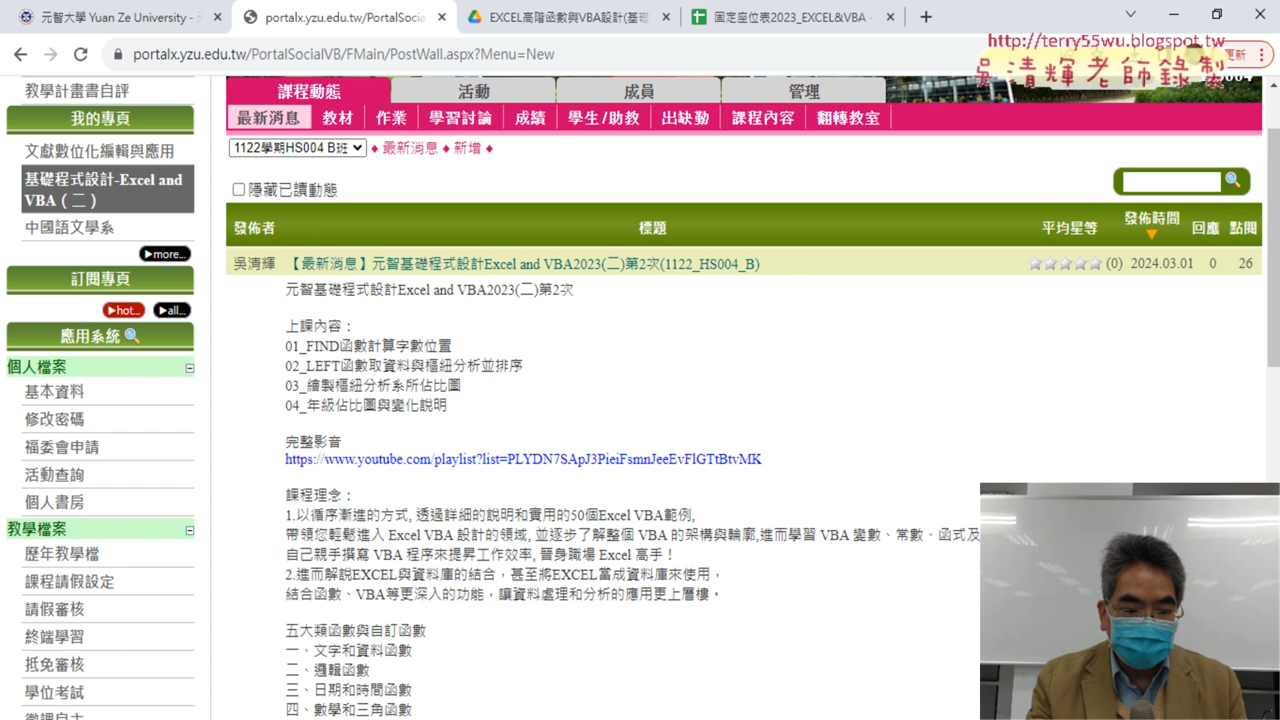 元智大學 Yuan Ze University -
portalx.yzu.edu.tw/PortalSocia
EXCEL高階函數與VBA設計(基礎
固定座位表2023_EXCEL&VBA -
portalx.yzu.edu.tw/PortalSocialVB/FMain/PostWall.aspx?Menu=New
更新
http://terry55wu.blogspot.tw
吳清輝老師錄製
教學計畫書自評
我的專頁
文獻數位化編輯與應用
基礎程式設計-Excel and
VBA（二）
中國語文學系
▶more...
訂閱專頁
▶hot...
▶all...
應用系統
個人檔案
基本資料
修改密碼
福委會申請
活動查詢
個人書房
教學檔案
歷年教學檔
課程請假設定
請假審核
終端學習
抵免審核
學位考試
課程動態
活動
成員
管理
最新消息
教材
作業
學習討論
成績
學生/助教
出缺勤
課程內容
翻轉教室
1122學期HS004 B班
♦ 最新消息 ♦ 新增 ♦
隱藏已讀動態
發佈者
標題
平均星等
發佈時間
回應
點閱
吳清輝
【最新消息】元智基礎程式設計Excel and VBA2023(二)第2次(1122_HS004_B)
(0)
2024.03.01
0
26
元智基礎程式設計Excel and VBA2023(二)第2次
上課內容：
01_FIND函數計算字數位置
02_LEFT函數取資料與樞紐分析並排序
03_繪製樞紐分析系所佔比圖
04_年級佔比圖與變化說明
完整影音
https://www.youtube.com/playlist?list=PLYDN7SApJ3PieiFsmnJeeEvFlGTtBtvMK
課程理念：
1.以循序漸進的方式, 透過詳細的說明和實用的50個Excel VBA範例,
帶領您輕鬆進入 Excel VBA 設計的領域, 並逐步了解整個 VBA 的架構與輪廓,進而學習 VBA 變數、常數、函式及
自己親手撰寫 VBA 程序來提昇工作效率, 晉身職場 Excel 高手！
2.進而解說EXCEL與資料庫的結合，甚至將EXCEL當成資料庫來使用，
結合函數、VBA等更深入的功能，讓資料處理和分析的應用更上層樓。
五大類函數與自訂函數
一、文字和資料函數
二、邏輯函數
三、日期和時間函數
四、數學和三角函數